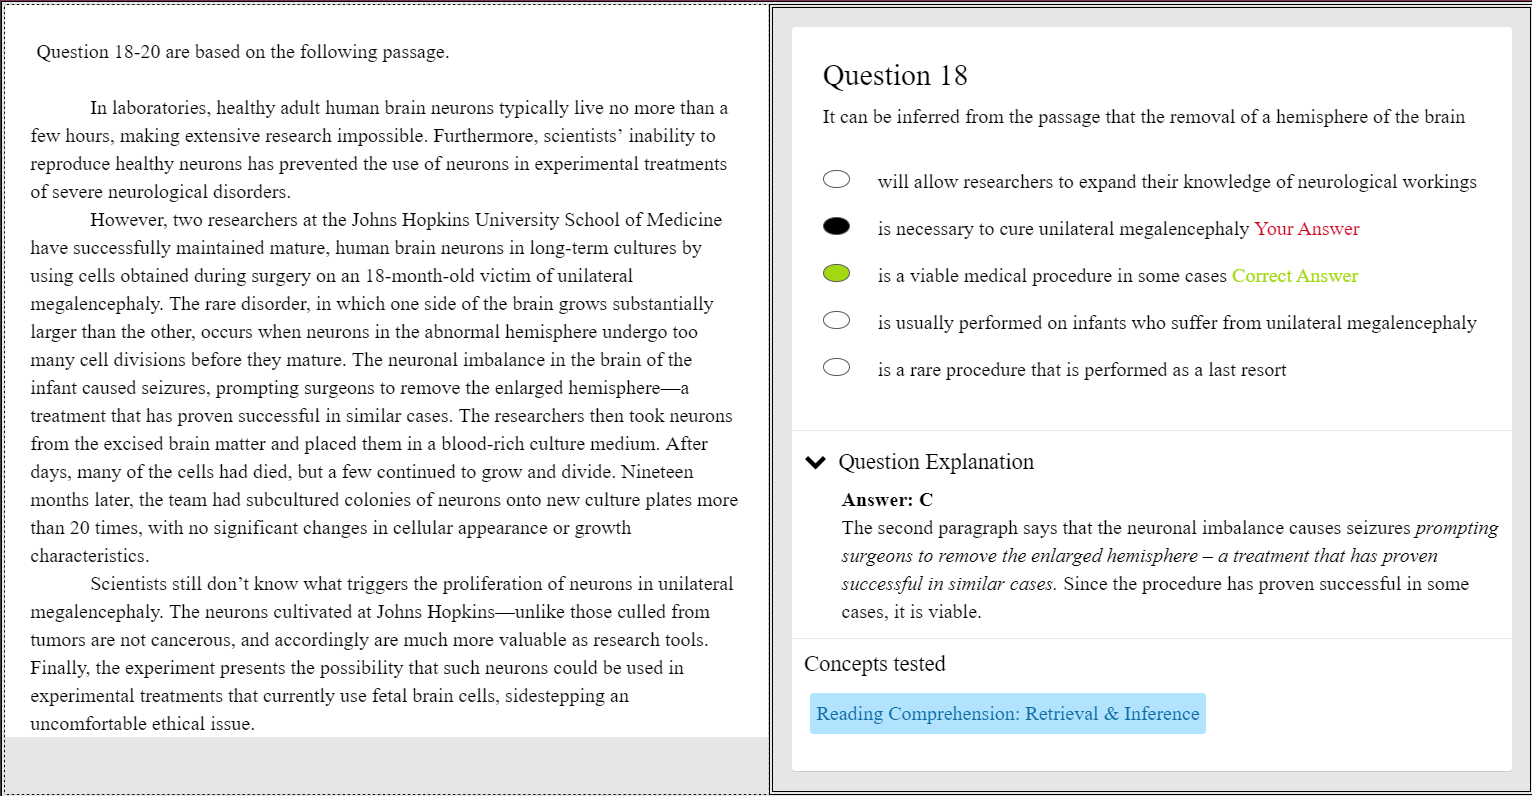 Question 18-20 are based on the following passage.
In laboratories, healthy adult human brain neurons typically live no more than a
few hours, making extensive research impossible. Furthermore, scientists’ inability to
reproduce healthy neurons has prevented the use of neurons in experimental treatments
of severe neurological disorders.
However, two researchers at the Johns Hopkins University School of Medicine
have successfully maintained mature, human brain neurons in long-term cultures by
using cells obtained during surgery on an 18-month-old victim of unilateral
megalencephaly. The rare disorder, in which one side of the brain grows substantially
larger than the other, occurs when neurons in the abnormal hemisphere undergo too
many cell divisions before they mature. The neuronal imbalance in the brain of the
infant caused seizures, prompting surgeons to remove the enlarged hemisphere—a
treatment that has proven successful in similar cases. The researchers then took neurons
from the excised brain matter and placed them in a blood-rich culture medium. After
days, many of the cells had died, but a few continued to grow and divide. Nineteen
months later, the team had subcultured colonies of neurons onto new culture plates more
than 20 times, with no significant changes in cellular appearance or growth
characteristics.
Scientists still don’t know what triggers the proliferation of neurons in unilateral
megalencephaly. The neurons cultivated at Johns Hopkins—unlike those culled from
tumors are not cancerous, and accordingly are much more valuable as research tools.
Finally, the experiment presents the possibility that such neurons could be used in
experimental treatments that currently use fetal brain cells, sidestepping an
uncomfortable ethical issue.
Question 18
It can be inferred from the passage that the removal of a hemisphere of the brain
will allow researchers to expand their knowledge of neurological workings
is necessary to cure unilateral megalencephaly Your Answer
is a viable medical procedure in some cases Correct Answer
is usually performed on infants who suffer from unilateral megalencephaly
is a rare procedure that is performed as a last resort
Question Explanation
Answer: C
The second paragraph says that the neuronal imbalance causes seizures prompting
surgeons to remove the enlarged hemisphere – a treatment that has proven
successful in similar cases. Since the procedure has proven successful in some
cases, it is viable.
Concepts tested
Reading Comprehension: Retrieval & Inference